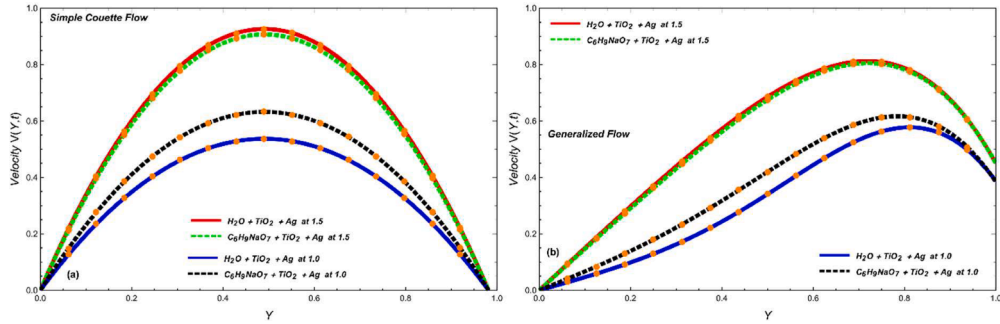 Simple Couette Flow
1.0
0.8
0.6
0.4
0.2
0.0
Velocity V(Y,t)
H2O + TiO2 + Ag at 1.5
C6H9NaO7 + TiO2 + Ag at 1.5
H2O + TiO2 + Ag at 1.0
C6H9NaO7 + TiO2 + Ag at 1.0
(a)
0.0 0.2 0.4 0.6 0.8 1.0
Y
H2O + TiO2 + Ag at 1.5
C6H9NaO7 + TiO2 + Ag at 1.5
1.0
0.8
0.6
0.4
0.2
0.0
Velocity V(Y,t)
Generalized Flow
H2O + TiO2 + Ag at 1.0
C6H9NaO7 + TiO2 + Ag at 1.0
(b)
0.0 0.2 0.4 0.6 0.8 1.0
Y